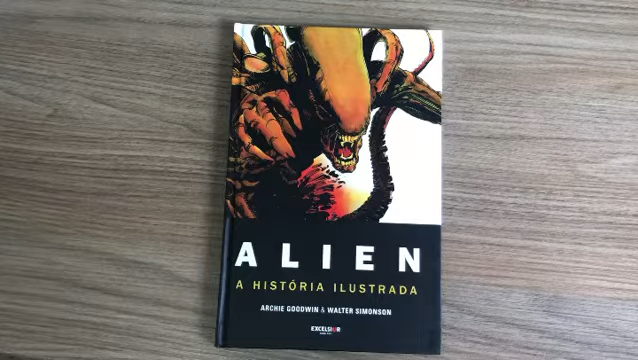 ALIEN
A HISTÓRIA ILUSTRADA
ARCHIE GOODWIN & WALTER SIMONSON
EXCELSIOR